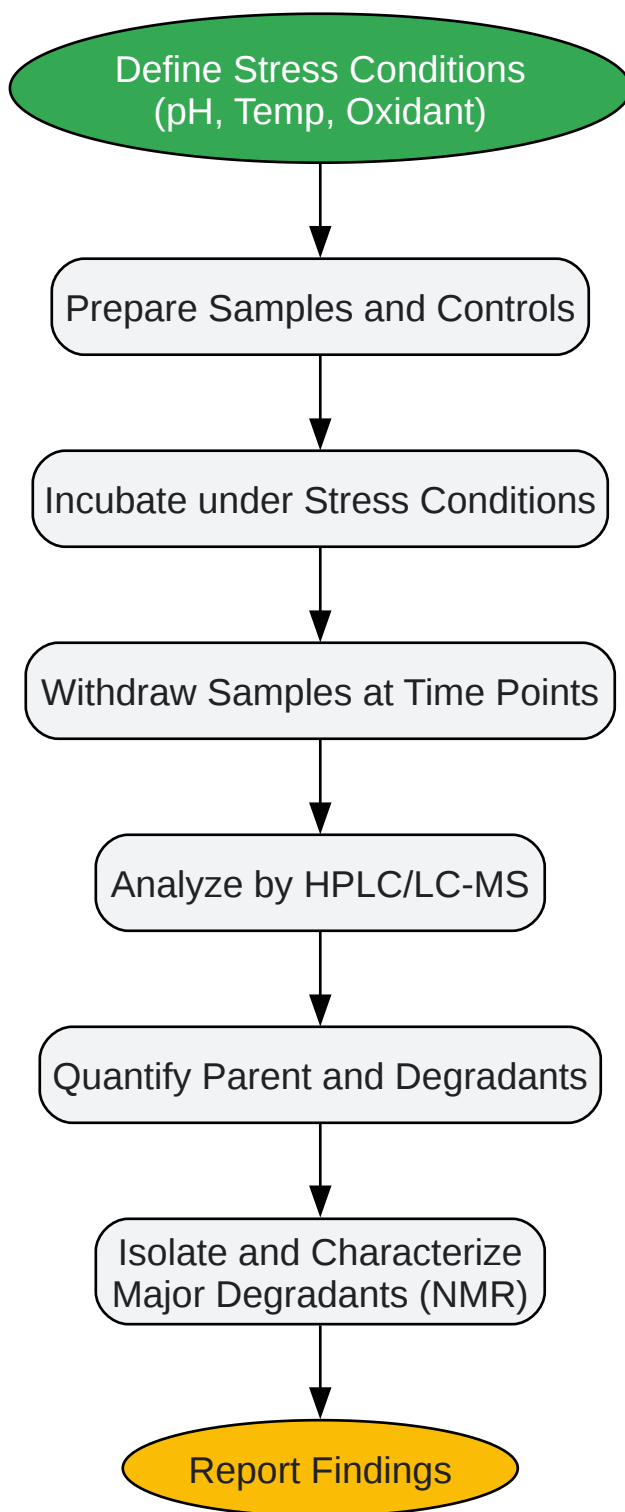 Define Stress Conditions
(pH, Temp, Oxidant)
Prepare Samples and Controls
Incubate under Stress Conditions
Withdraw Samples at Time Points
Analyze by HPLC/LC-MS
Quantify Parent and Degradants
Isolate and Characterize
Major Degradants (NMR)
Report Findings